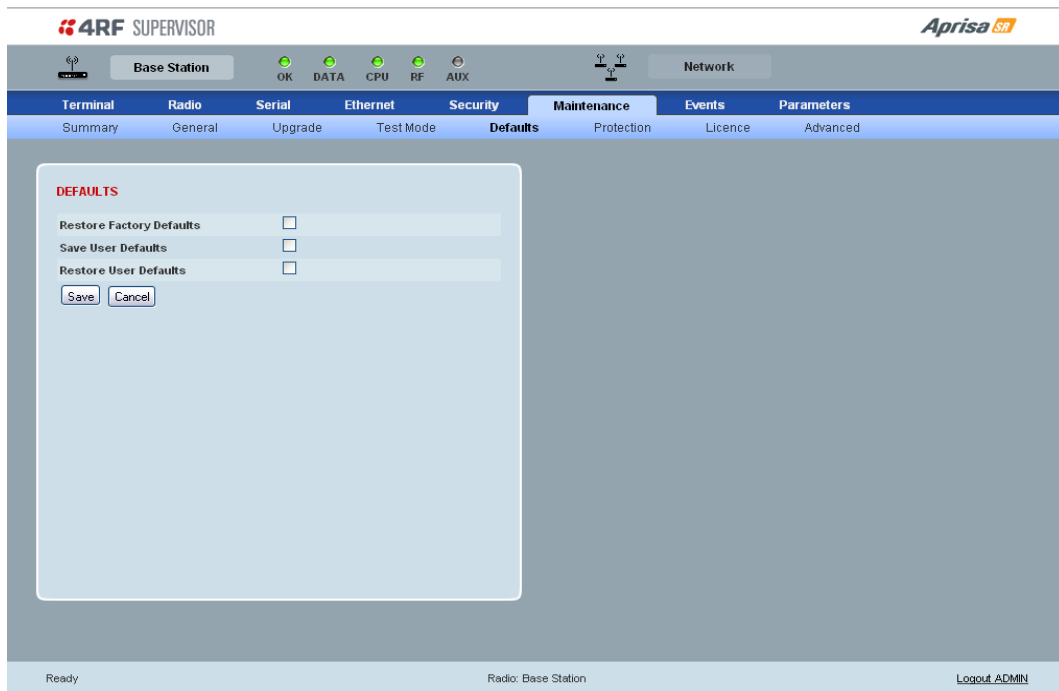 4RF SUPERVISOR
Aprisa SR
Base Station
OK DATA CPU RF AUX
Network
Terminal Radio Serial Ethernet Security Maintenance Events Parameters
Summary General Upgrade Test Mode Defaults Protection Licence Advanced
DEFAULTS
Restore Factory Defaults
Save User Defaults
Restore User Defaults
Save Cancel
Ready Radio: Base Station Logout ADMIN